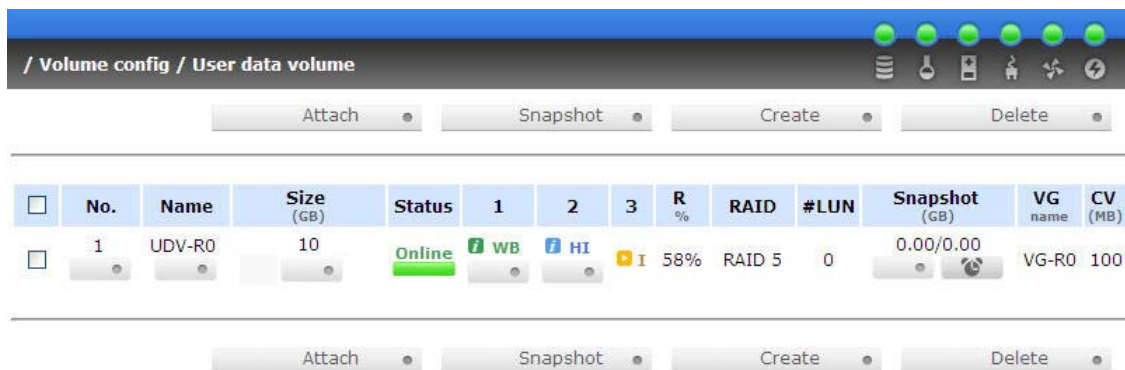 / Volume config / User data volume
Attach Snapshot Create Delete
No. Name Size (GB) Status 1 2 3 R % RAID #LUN Snapshot (GB) VG name CV (MB)
1 UDV-R0 10 Online WB HI I 58% RAID 5 0 0.00/0.00 VG-R0 100
Attach Snapshot Create Delete